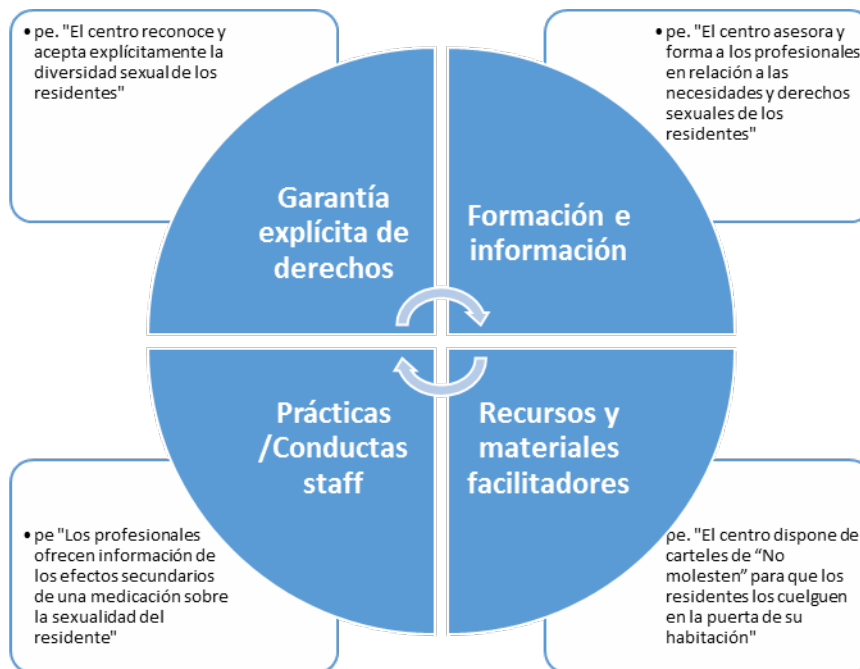 • pe. "El centro reconoce y
acepta explícitamente la
diversidad sexual de los
residentes"
• pe. "El centro asesora y
forma a los profesionales
en relación a las
necesidades y derechos
sexuales de los
residentes"
Garantía
explícita de
derechos
Formación e
información
Prácticas
/Conductas
staff
Recursos y
materiales
facilitadores
• pe "Los profesionales
ofrecen información de
los efectos secundarios
de una medicación sobre
la sexualidad del
residente"
pe. "El centro dispone de
carteles de “No
molesten” para que los
residentes los cuelguen
en la puerta de su
habitación"